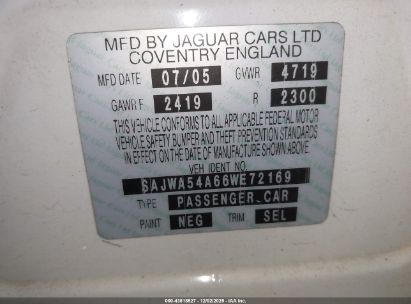 MFD BY JAGUAR CARS LTD
COVENTRY ENGLAND
MFD DATE 07/05 GVWR 4719
GAWR F 2419 R 2300
THIS VEHICLE CONFORMS TO ALL APPLICABLE FEDERAL MOTOR
VEHICLE SAFETY BUMPER AND THEFT PREVENTION STANDARDS
IN EFFECT ON THE DATE OF MANUFACTURE SHOWN ABOVE.
VEH IDENT NO.
SAJWA54A66WE72169
TYPE PASSENGER CAR
PAINT NEG TRIM SEL